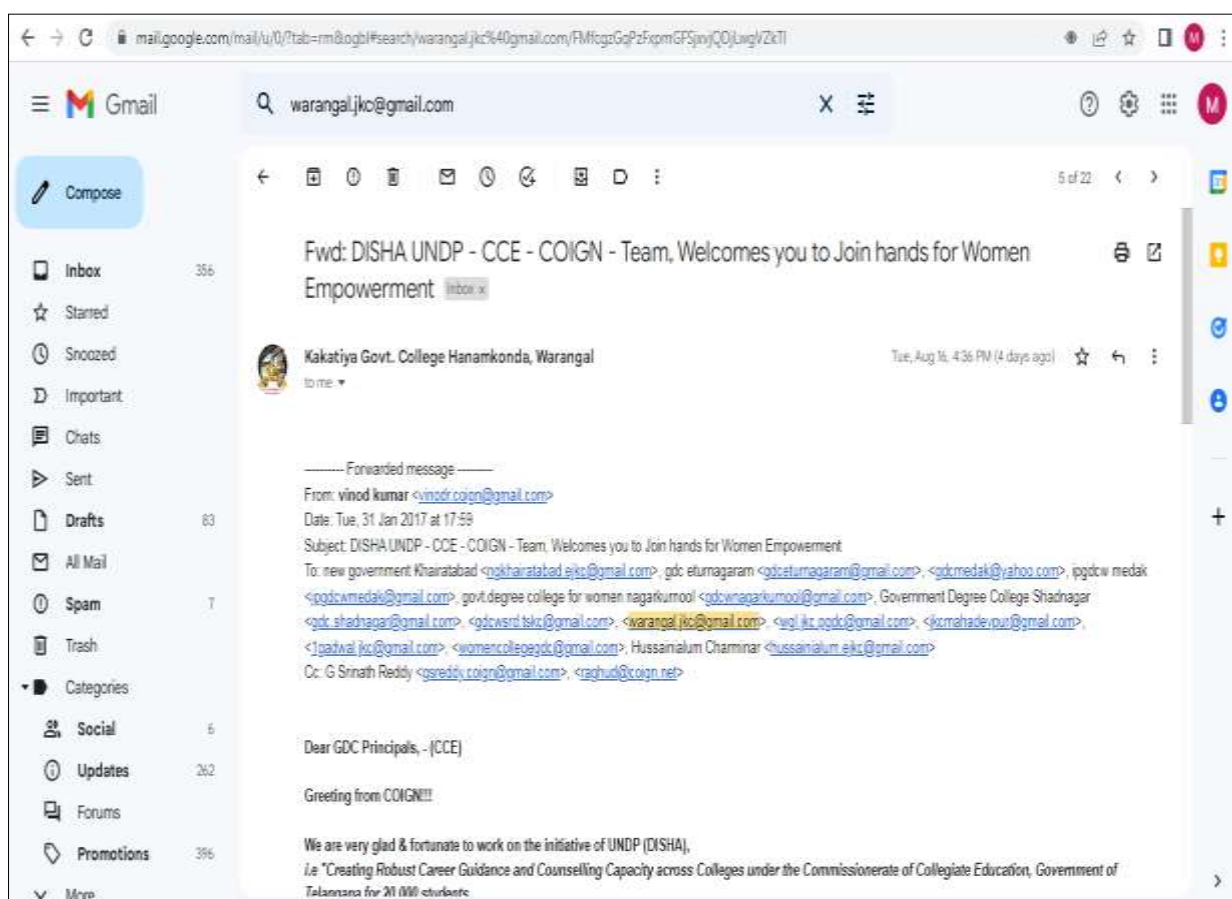 mail.google.com/mail/u/0/?tab=rm&ogbl#search/warangal.jkc%40gmail.com/
M
Gmail
warangal.jkc@gmail.com
M
Compose
5 of 22
Inbox 356
Starred
Snoozed
Important
Chats
Sent
Drafts 83
All Mail
Spam 7
Trash
Categories
Social 6
Updates 262
Forums
Promotions 396
More
Fwd: DISHA UNDP - CCE - COIGN - Team, Welcomes you to Join hands for Women
Empowerment Inbox x
Kakatiya Govt. College Hanamkonda, Warangal Tue, Aug 16, 4:36 PM (4 days ago)
to me
---------- Forwarded message ---------
From: vinod kumar <vinodr.coign@gmail.com>
Date: Tue, 31 Jan 2017 at 17:59
Subject: DISHA UNDP - CCE - COIGN - Team, Welcomes you to Join hands for Women Empowerment
To: new government Khairatabad <ngkhairatabad.ejkc@gmail.com>, gdc eturnagaram <gdceturnagaram@gmail.com>, <gdcmedak@yahoo.com>, ipgdcw medak
<pgdcwmedak@gmail.com>, govt.degree college for women nagarkurnool <gdcwnagarkurnool@gmail.com>, Government Degree College Shadnagar
<gdc.shadnagar@gmail.com>, <gdcwsrd.tskc@gmail.com>, <warangal.jkc@gmail.com>, <wgl.jkc.pgdc@gmail.com>, <jkcmahadevpur@gmail.com>,
<1gadwal.jkc@gmail.com>, <womencollegegdc@gmail.com>, Hussainialum Charminar <hussainialum.ejkc@gmail.com>
Cc: G Srinath Reddy <gsreddy.coign@gmail.com>, <raghud@coign.net>
Dear GDC Principals, - (CCE)
Greeting from COIGN!!!
We are very glad & fortunate to work on the initiative of UNDP (DISHA),
i.e "Creating Robust Career Guidance and Counselling Capacity across Colleges under the Commissionerate of Collegiate Education, Government of
Telangana for 20,000 students